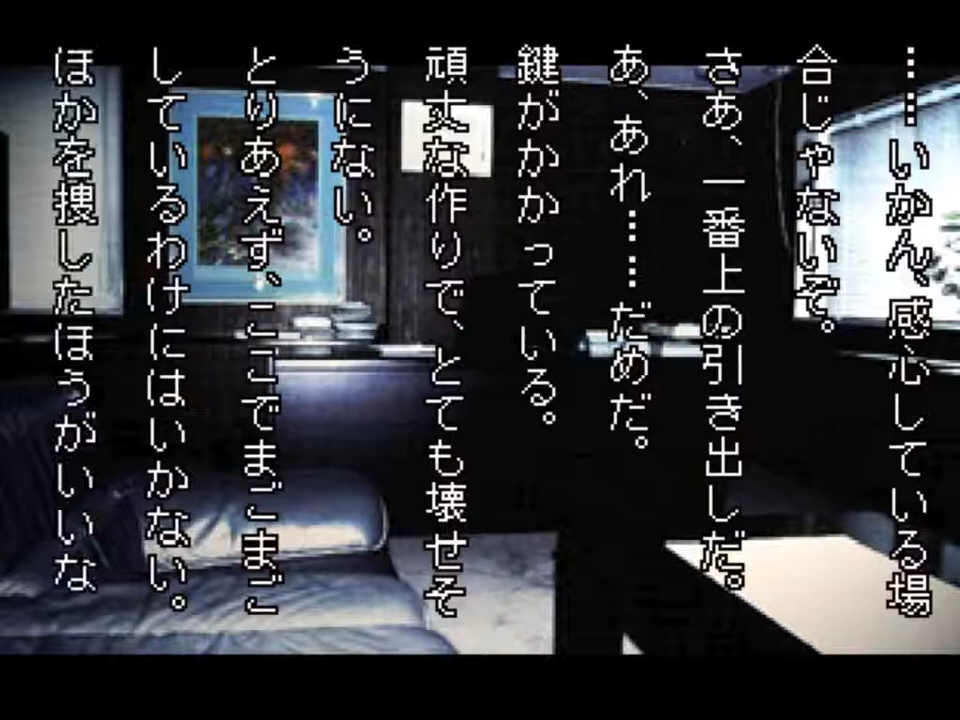 ……いかん、感心している場
合じゃないぞ。
さあ、一番上の引き出しだ。
あ、あれ……だめだ。
鍵がかかっている。
頑丈な作りで、とても壊せそ
うにない。
とりあえず、ここでまごまご
しているわけにはいかない。
ほかを捜したほうがいいな